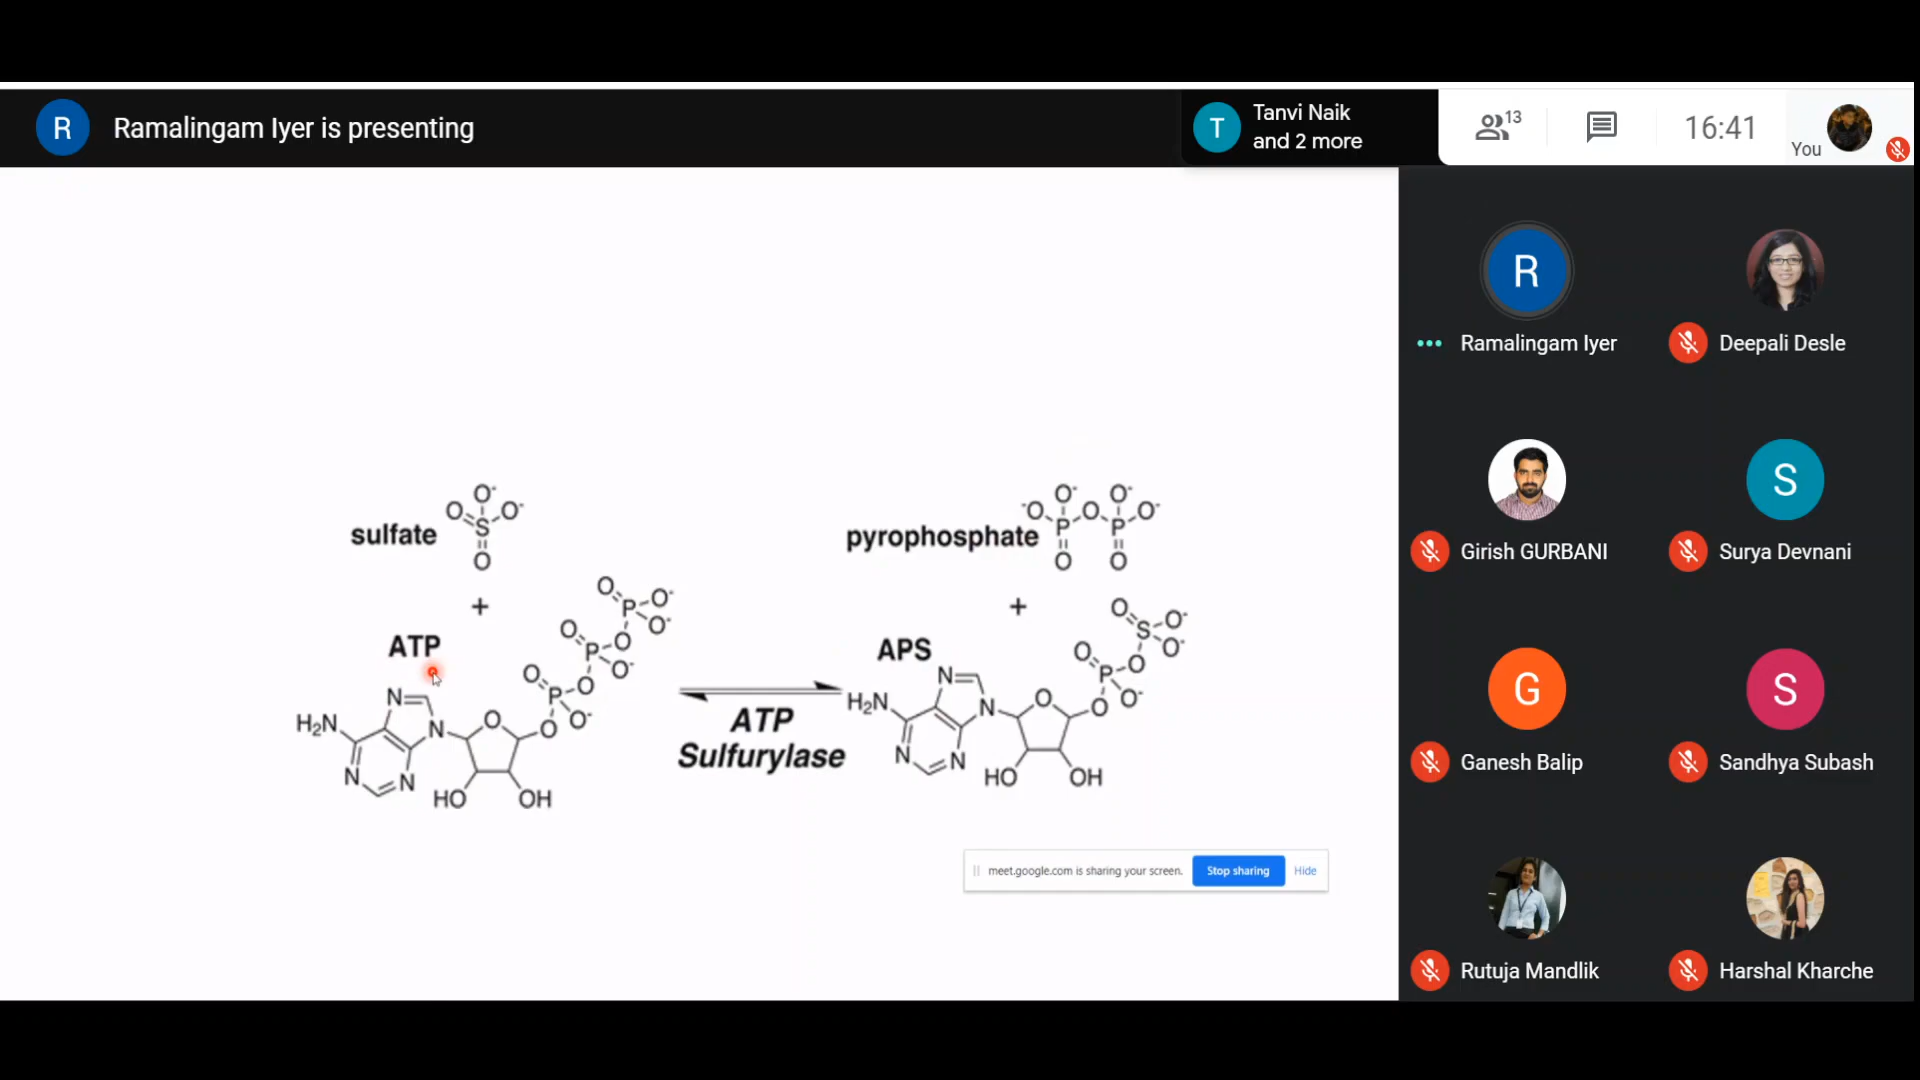 R
Ramalingam Iyer is presenting
T
Tanvi Naik
and 2 more
13
16:41
You
sulfate
O⁻
O
O⁻
S
O
+
ATP
O
O⁻
P
O⁻
O
O
P
O⁻
O
O
P
O⁻
O
N
H₂N
N
O
N
N
HO
OH
ATP
Sulfurylase
pyrophosphate
O⁻
O⁻
⁻O
O
O⁻
P
P
O
O
+
APS
O
O⁻
S
O⁻
O
O
P
O⁻
O
N
H₂N
N
O
N
N
HO
OH
meet.google.com is sharing your screen.
Stop sharing
Hide
R
Ramalingam Iyer
Deepali Desle
Girish GURBANI
S
Surya Devnani
G
Ganesh Balip
S
Sandhya Subash
Rutuja Mandlik
Harshal Kharche